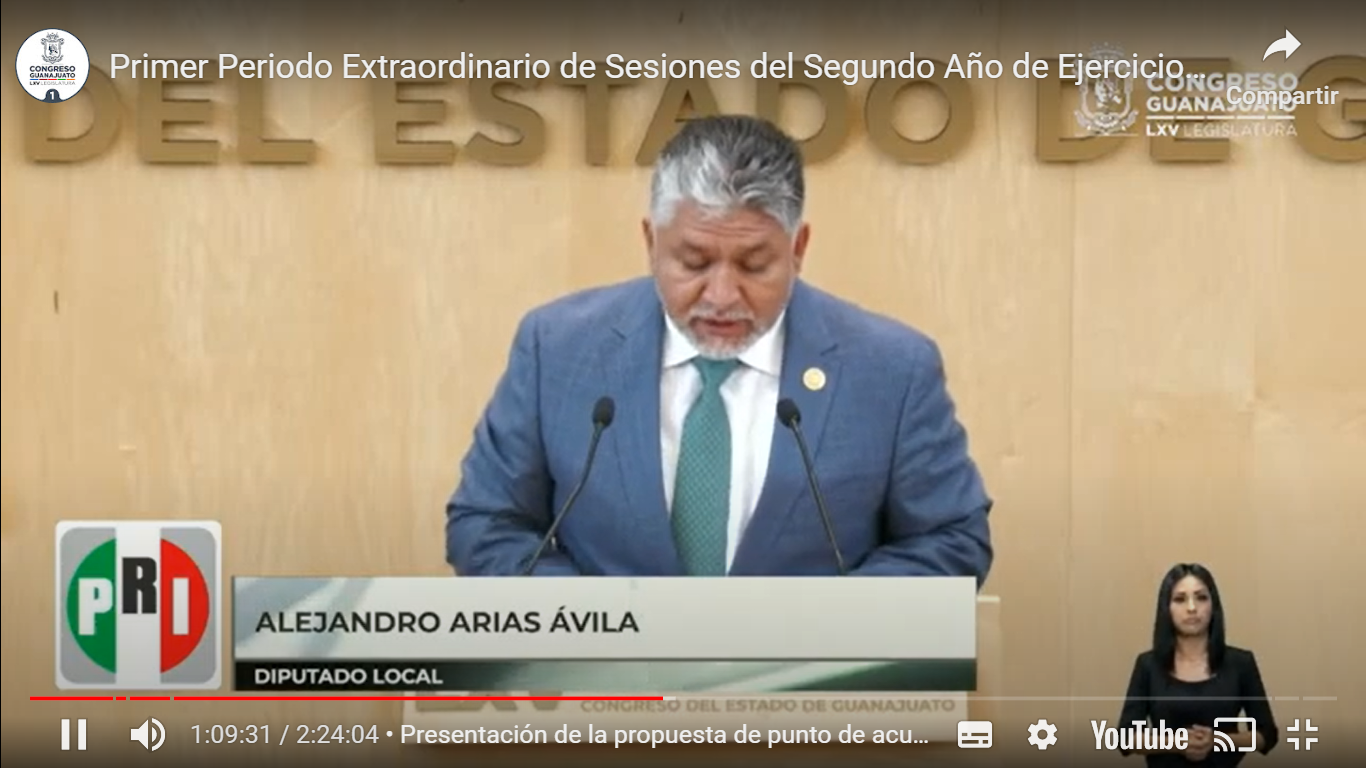 CONGRESO
GUANAJUATO
LXV LEGISLATURA
1
Primer Periodo Extraordinario de Sesiones del Segundo Año de Ejercicio...
Compartir
DEL ESTADO DE G
CONGRESO
GUANAJUATO
LXV LEGISLATURA
PRI
ALEJANDRO ARIAS ÁVILA
DIPUTADO LOCAL
LXV CONGRESO DEL ESTADO DE GUANAJUATO
1:09:31 / 2:24:04 • Presentación de la propuesta de punto de acu...
YouTube